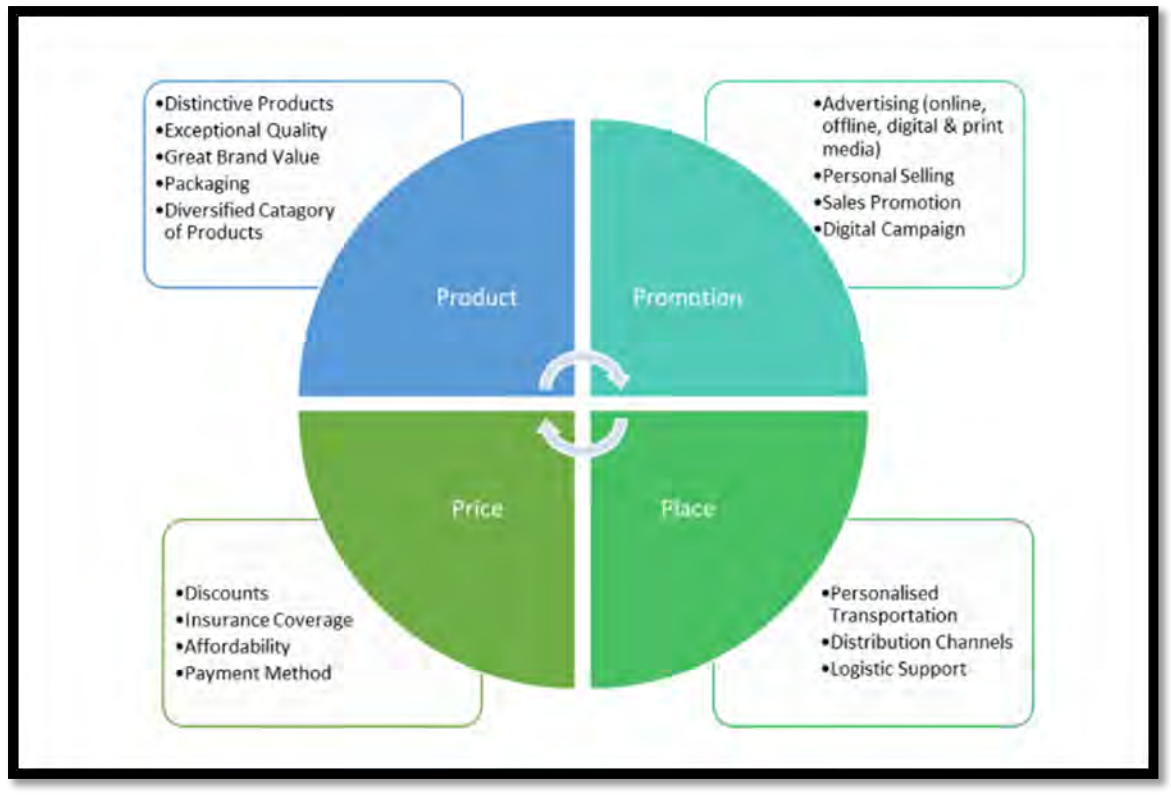 •Distinctive Products
•Exceptional Quality
•Great Brand Value
•Packaging
•Diversified Catagory
of Products
•Advertising (online,
offline, digital & print
media)
•Personal Selling
•Sales Promotion
•Digital Campaign
Product
Promotion
Price
Place
•Discounts
•Insurance Coverage
•Affordability
•Payment Method
•Personalised
Transportation
•Distribution Channels
•Logistic Support